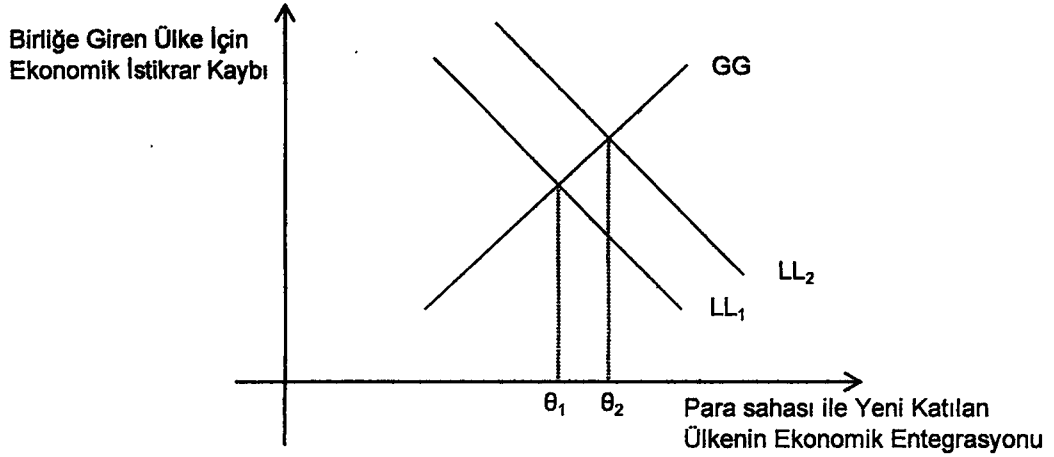 Birliğe Giren Ülke İçin
Ekonomik İstikrar Kaybı
GG
LL₂
LL₁
θ₁
θ₂
Para sahası ile Yeni Katılan
Ülkenin Ekonomik Entegrasyonu